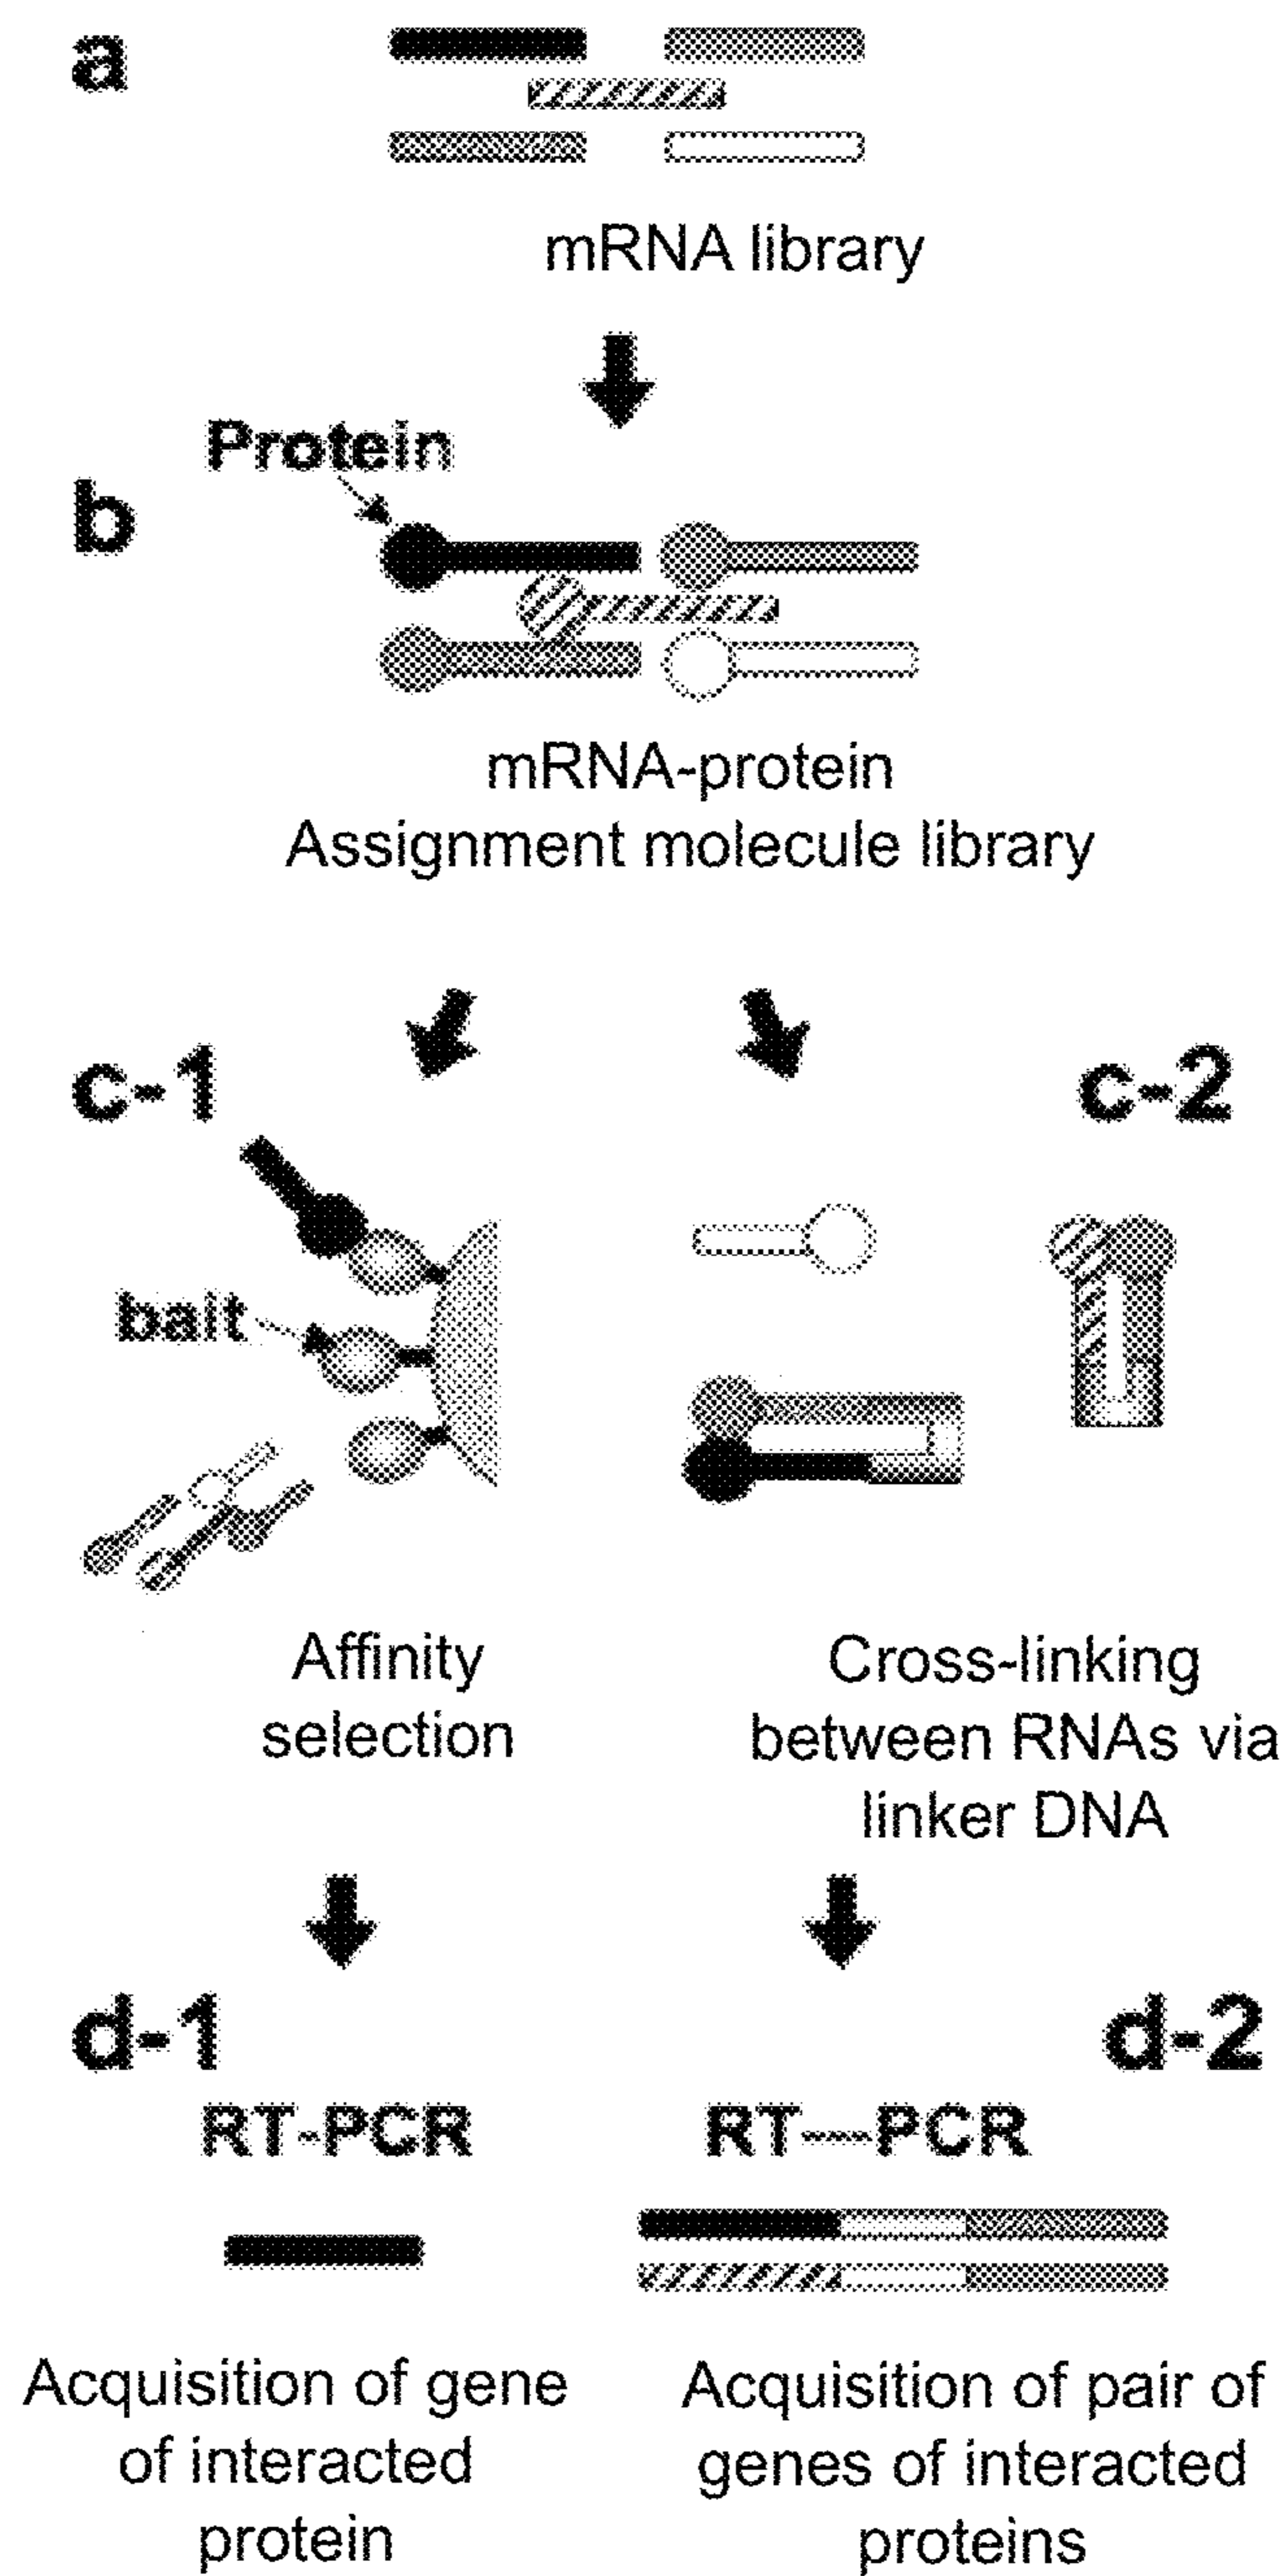 a
mRNA library
Protein
b
mRNA-protein
Assignment molecule library
c-1
c-2
bait
Affinity
selection
Cross-linking
between RNAs via
linker DNA
d-1
d-2
RT-PCR
RT---PCR
Acquisition of gene
of interacted
protein
Acquisition of pair of
genes of interacted
proteins